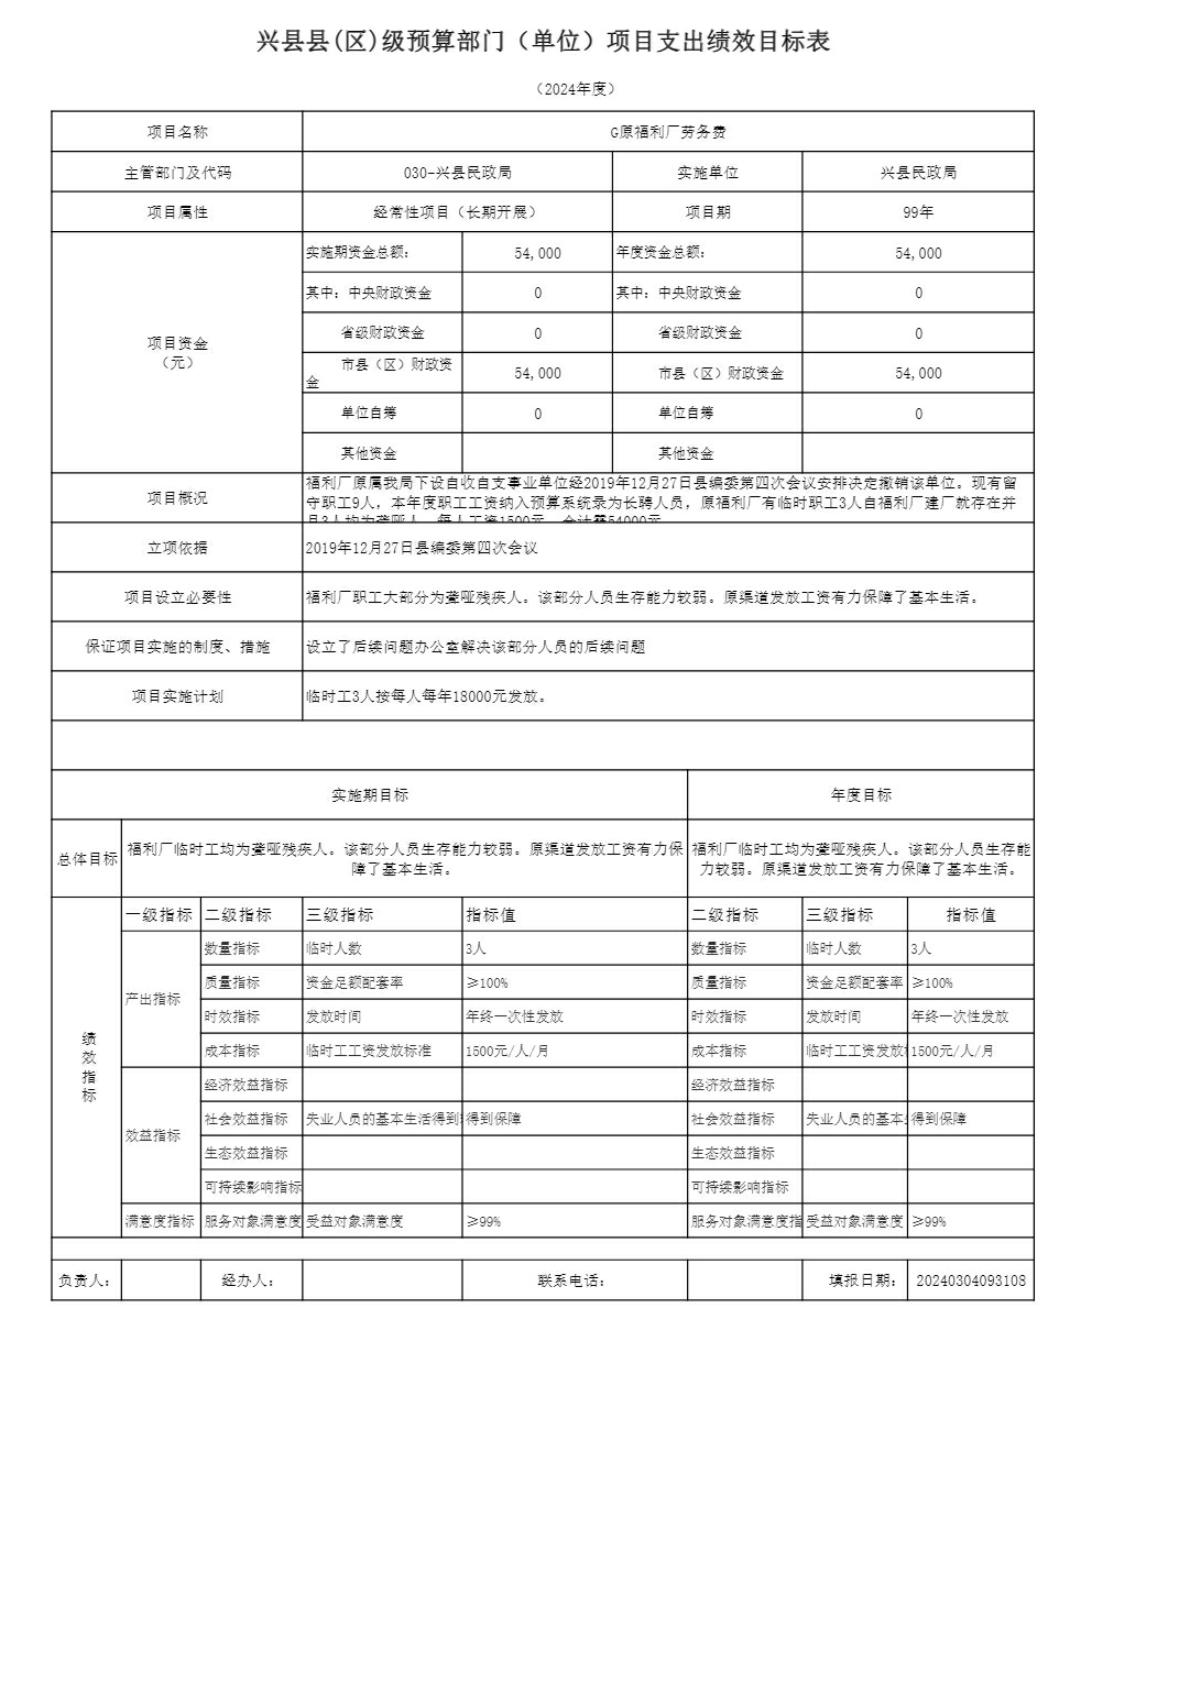 兴县县(区)级预算部门（单位）项目支出绩效目标表
（2024年度）
项目名称 G原福利厂劳务费
主管部门及代码 030-兴县民政局 实施单位 兴县民政局
项目属性 经常性项目（长期开展） 项目期 99年
项目资金
（元）
实施期资金总额: 54,000 年度资金总额: 54,000
其中: 中央财政资金 0 其中: 中央财政资金 0
省级财政资金 0 省级财政资金 0
市县（区）财政资
金 54,000 市县（区）财政资金 54,000
单位自筹 0 单位自筹 0
其他资金 其他资金
项目概况
福利厂原属我局下设自收自支事业单位经2019年12月27日县编委第四次会议安排决定撤销该单位。现有留
守职工9人，本年度职工工资纳入预算系统录为长聘人员，原福利厂有临时职工3人自福利厂建厂就存在并
且3人均为聋哑人，每人工资1500元，合计需54000元
立项依据 2019年12月27日县编委第四次会议
项目设立必要性 福利厂职工大部分为聋哑残疾人。该部分人员生存能力较弱。原渠道发放工资有力保障了基本生活。
保证项目实施的制度、措施 设立了后续问题办公室解决该部分人员的后续问题
项目实施计划 临时工3人按每人每年18000元发放。
实施期目标 年度目标
总体目标
福利厂临时工均为聋哑残疾人。该部分人员生存能力较弱。原渠道发放工资有力保
障了基本生活。
福利厂临时工均为聋哑残疾人。该部分人员生存能
力较弱。原渠道发放工资有力保障了基本生活。
绩
效
指
标
一级指标 二级指标 三级指标 指标值 二级指标 三级指标 指标值
产出指标
数量指标 临时人数 3人 数量指标 临时人数 3人
质量指标 资金足额配套率 ≥100% 质量指标 资金足额配套率 ≥100%
时效指标 发放时间 年终一次性发放 时效指标 发放时间 年终一次性发放
成本指标 临时工工资发放标准 1500元/人/月 成本指标 临时工工资发放 1500元/人/月
效益指标
经济效益指标 经济效益指标
社会效益指标 失业人员的基本生活得到 得到保障 社会效益指标 失业人员的基本 得到保障
生态效益指标 生态效益指标
可持续影响指标 可持续影响指标
满意度指标 服务对象满意度 受益对象满意度 ≥99% 服务对象满意度指 受益对象满意度 ≥99%
负责人: 经办人: 联系电话: 填报日期: 20240304093108